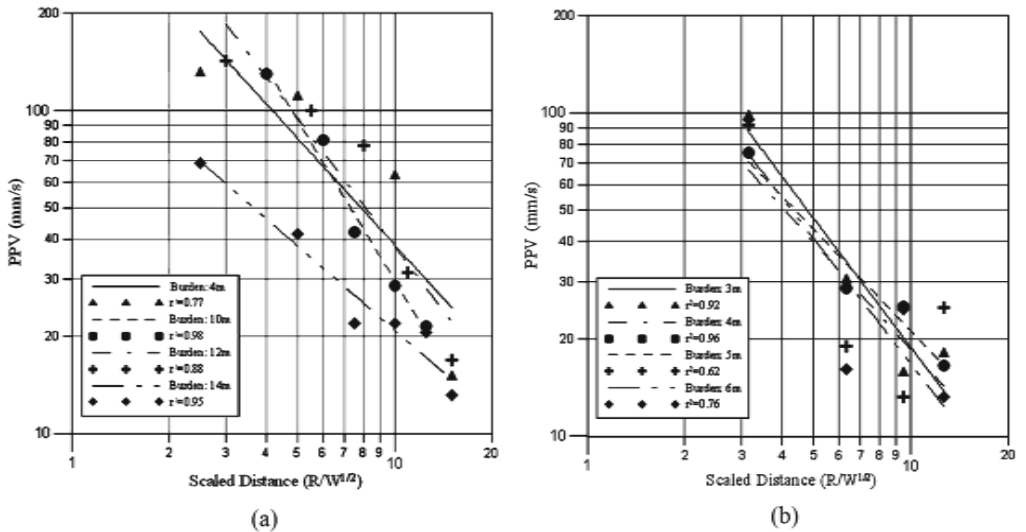 200
100
90
80
70
60
50
40
30
20
10
PPV (mm/s)
Burden: 4m
r²=0.77
Burden: 10m
r²=0.98
Burden: 12m
r²=0.88
Burden: 14m
r²=0.95
1 2 3 4 5 6 7 8 9 10 20
Scaled Distance (R/W^1/2)
(a)
200
100
90
80
70
60
50
40
30
20
10
PPV (mm/s)
Burden: 3m
r²=0.92
Burden: 4m
r²=0.96
Burden: 5m
r²=0.62
Burden: 6m
r²=0.76
1 2 3 4 5 6 7 8 9 10 20
Scaled Distance (R/W^1/2)
(b)